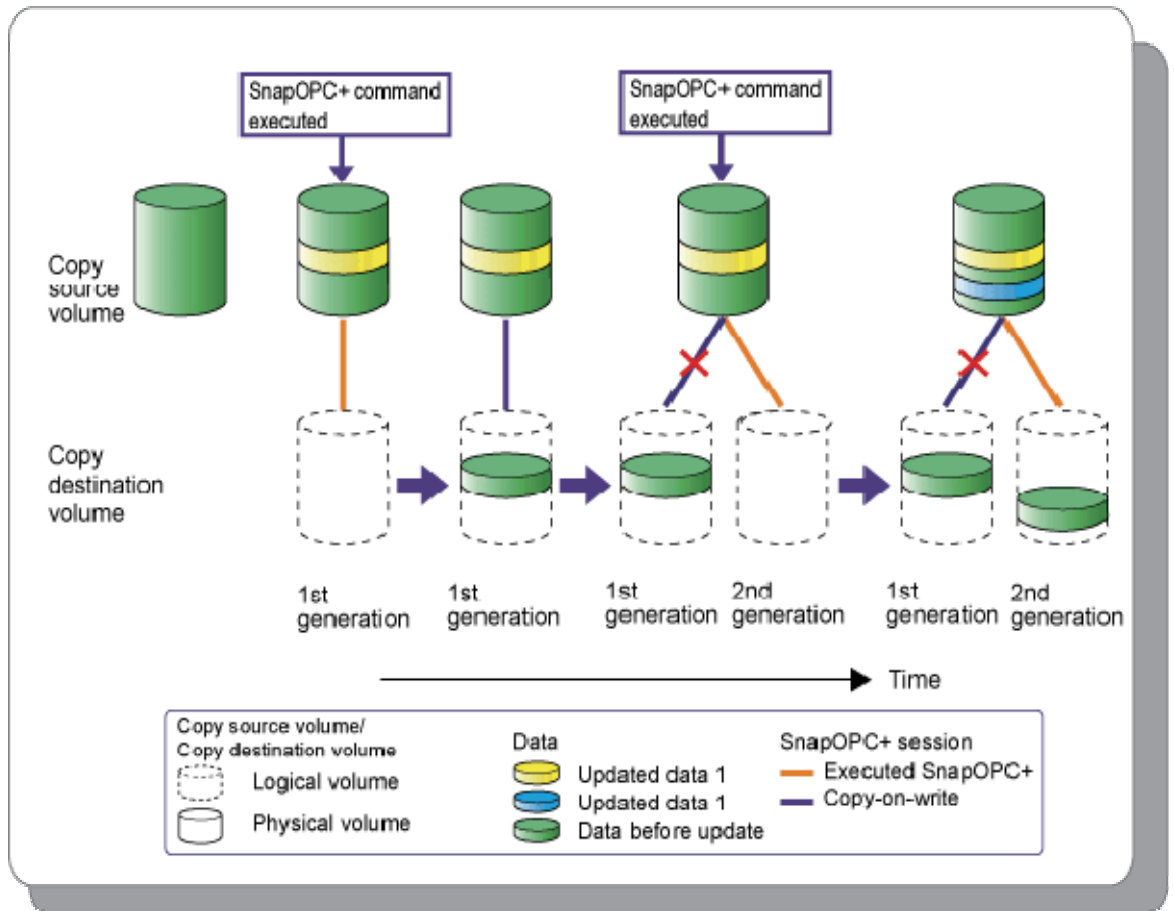 SnapOPC+ command
executed
SnapOPC+ command
executed
Copy
source
volume
Copy
destination
volume
1st
generation
1st
generation
1st
generation
2nd
generation
1st
generation
2nd
generation
Time
Copy source volume/
Copy destination volume
Logical volume
Physical volume
Data
Updated data 1
Updated data 1
Data before update
SnapOPC+ session
Executed SnapOPC+
Copy-on-write